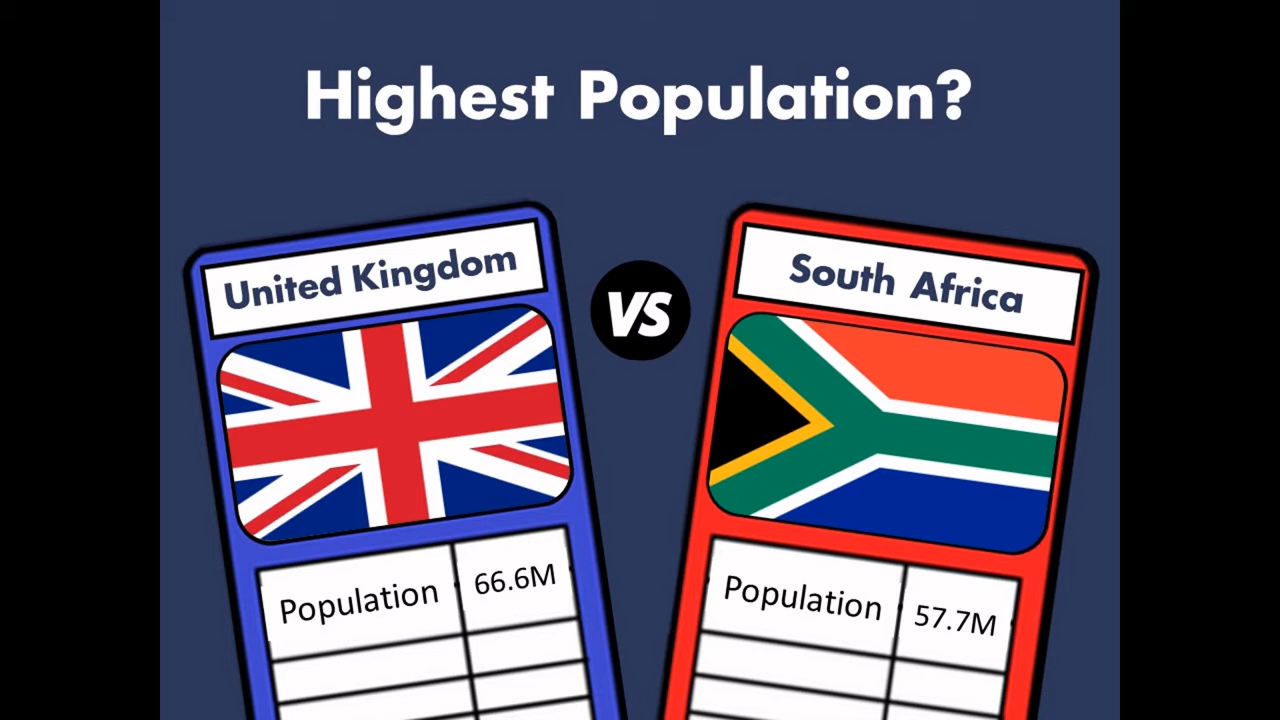 Highest Population?
United Kingdom
VS
South Africa
Population 66.6M
Population 57.7M